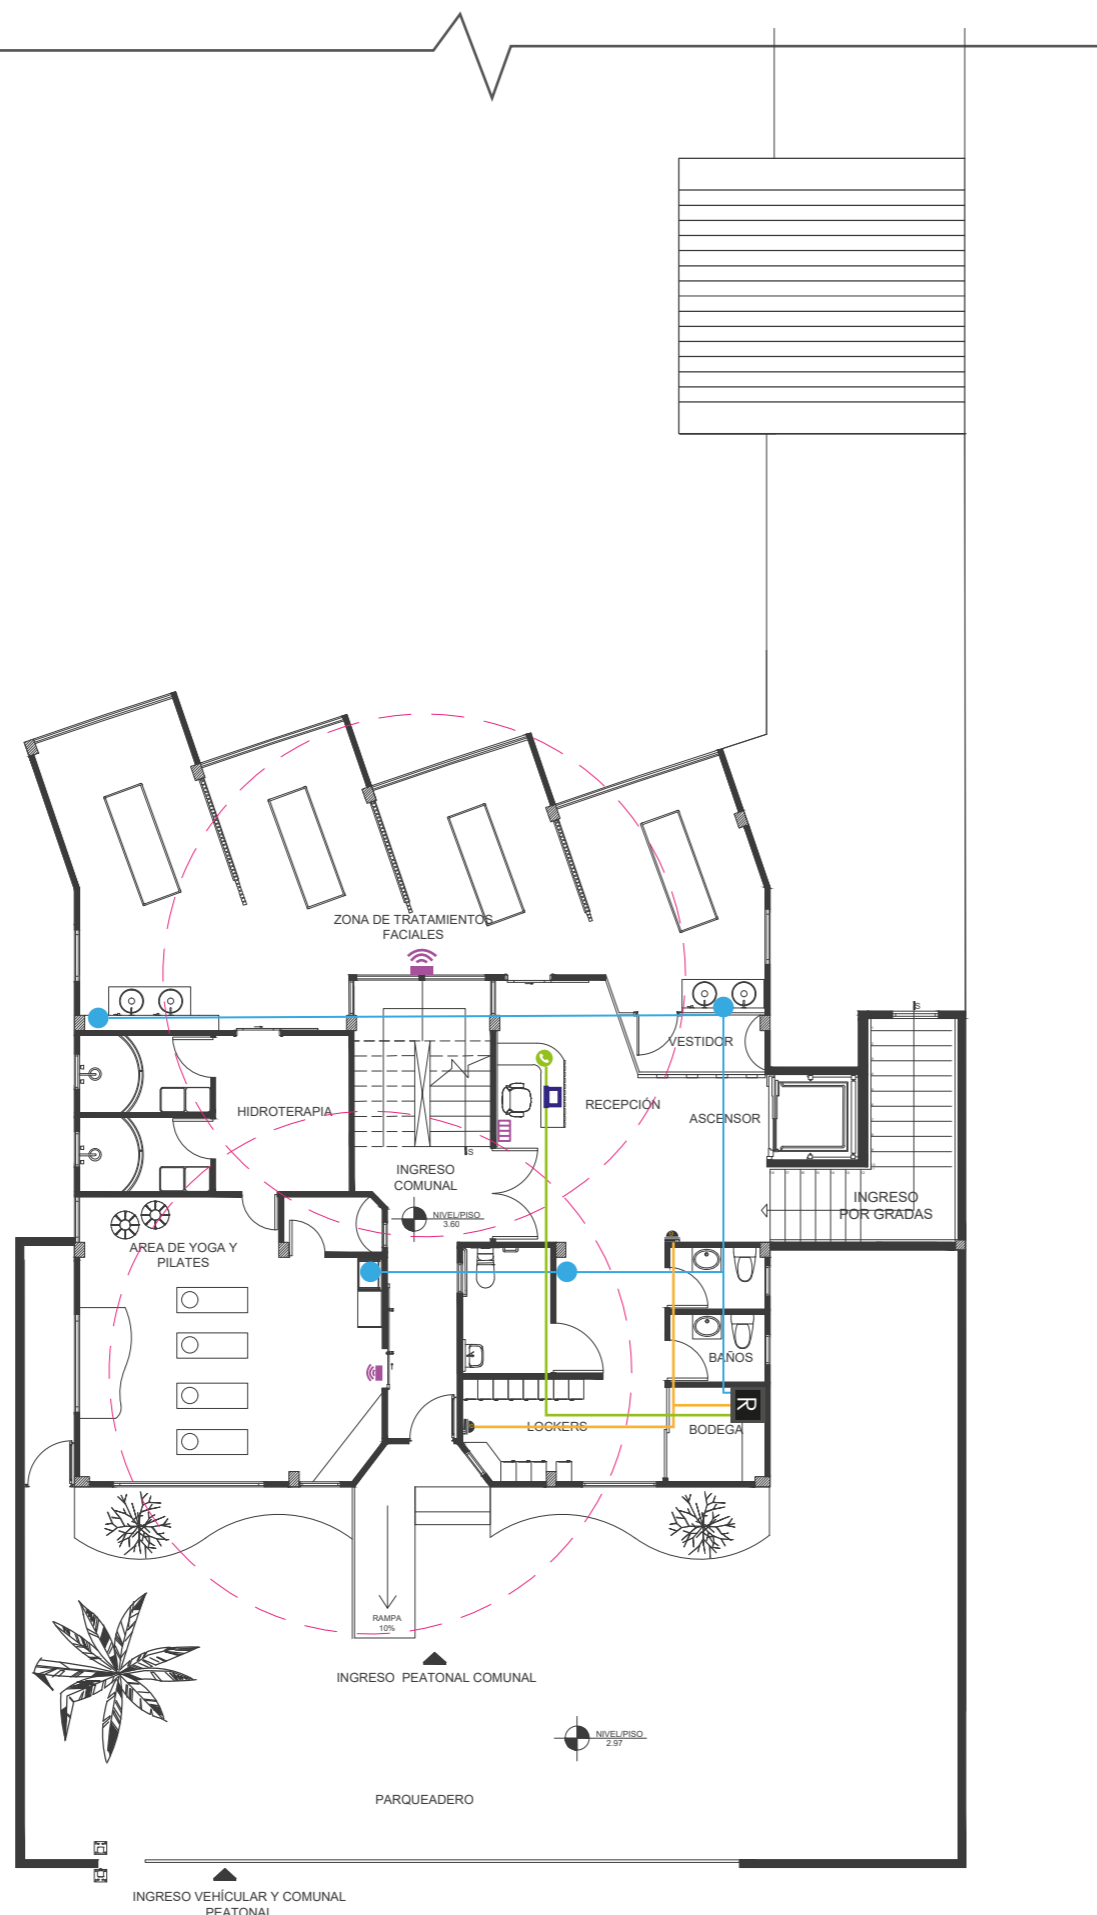 ZONA DE TRATAMIENTOS
FACIALES
S
VESTIDOR
HIDROTERAPIA
RECEPCIÓN
ASCENSOR
S
INGRESO
COMUNAL
INGRESO
POR GRADAS
NIVEL/PISO
3.60
AREA DE YOGA Y
PILATES
BAÑOS
R
LOCKERS
BODEGA
RAMPA
10%
INGRESO PEATONAL COMUNAL
NIVEL/PISO
2.97
PARQUEADERO
INGRESO VEHÍCULAR Y COMUNAL
PEATONAL